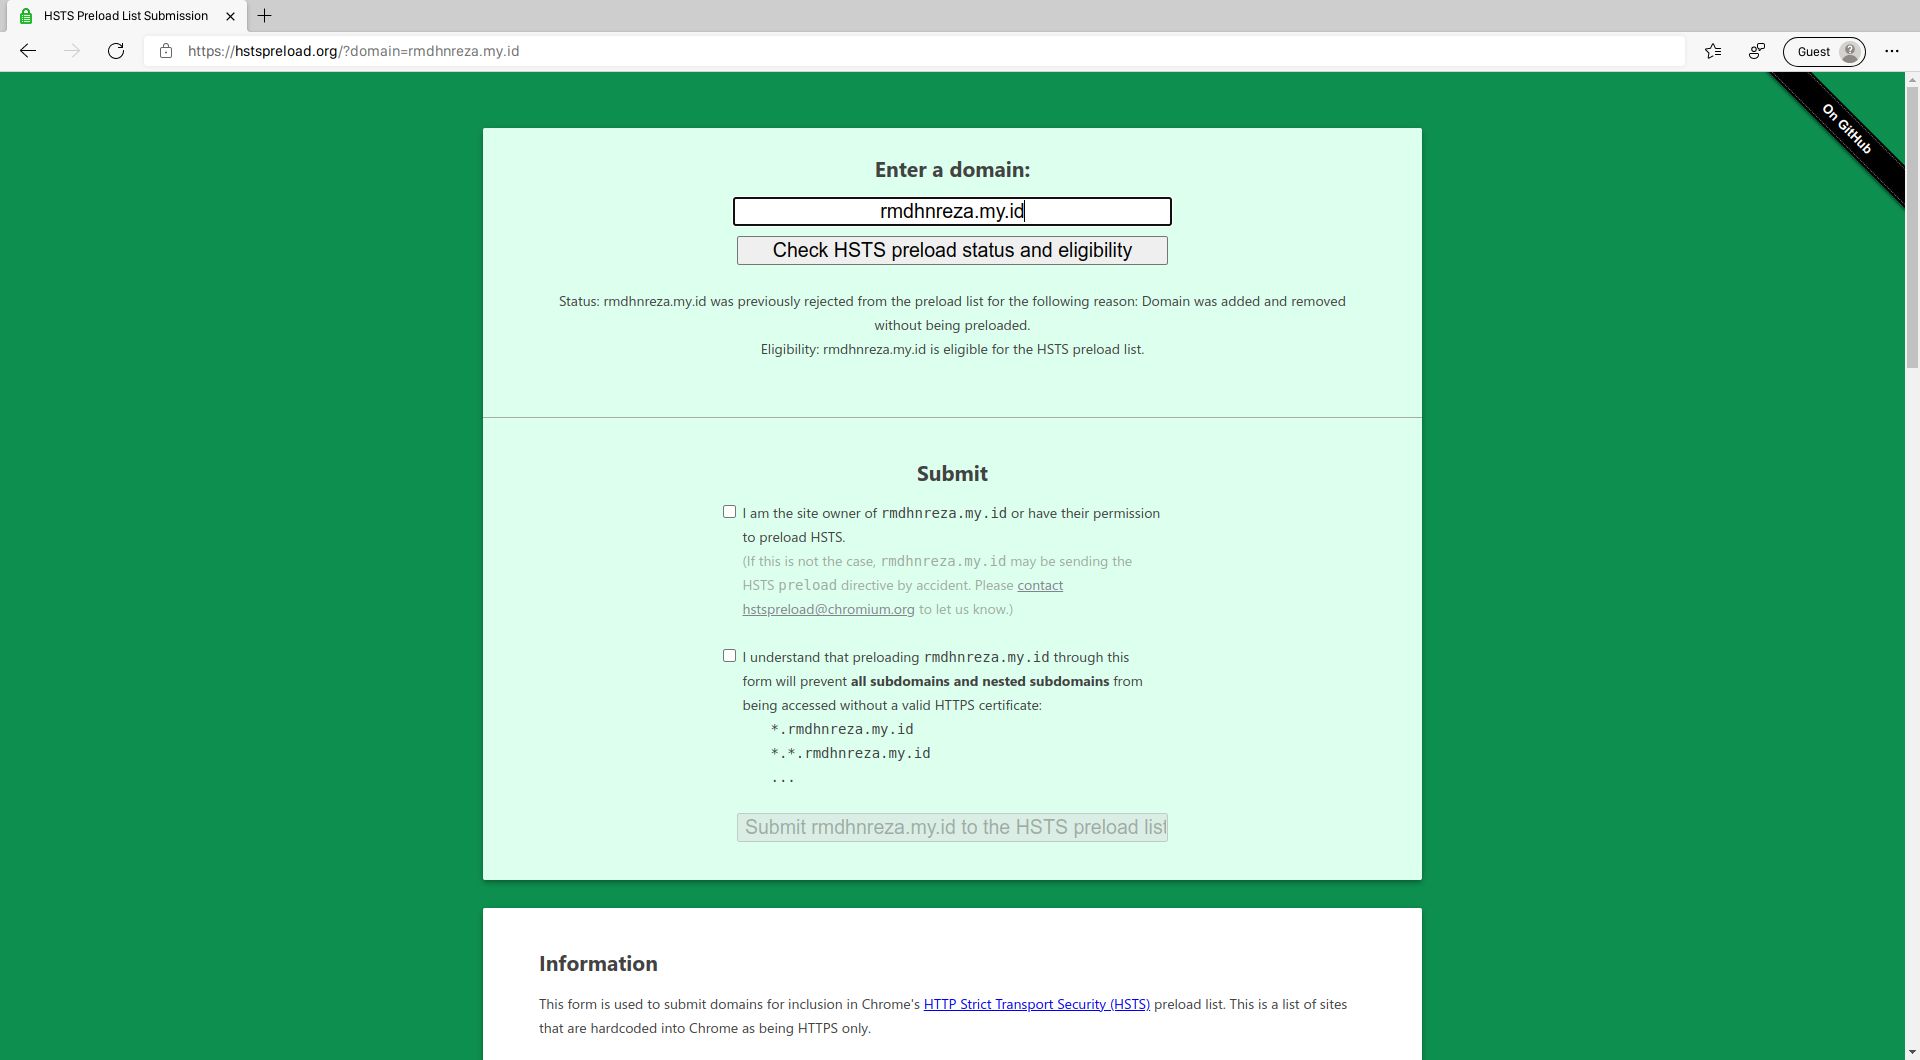 HSTS Preload List Submission
https://hstspreload.org/?domain=rmdhnreza.my.id
Guest
On GitHub
Enter a domain:
rmdhnreza.my.id
Check HSTS preload status and eligibility
Status: rmdhnreza.my.id was previously rejected from the preload list for the following reason: Domain was added and removed
without being preloaded.
Eligibility: rmdhnreza.my.id is eligible for the HSTS preload list.
Submit
I am the site owner of rmdhnreza.my.id or have their permission
to preload HSTS.
(If this is not the case, rmdhnreza.my.id may be sending the
HSTS preload directive by accident. Please contact
hstspreload@chromium.org to let us know.)
I understand that preloading rmdhnreza.my.id through this
form will prevent all subdomains and nested subdomains from
being accessed without a valid HTTPS certificate:
*.rmdhnreza.my.id
*.*.rmdhnreza.my.id
...
Submit rmdhnreza.my.id to the HSTS preload list
Information
This form is used to submit domains for inclusion in Chrome's HTTP Strict Transport Security (HSTS) preload list. This is a list of sites
that are hardcoded into Chrome as being HTTPS only.